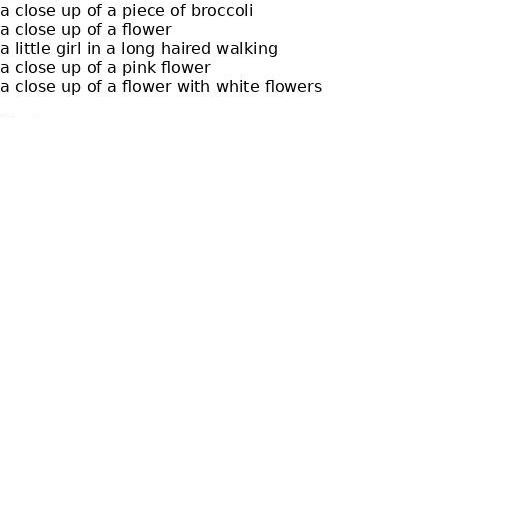 a close up of a piece of broccoli
a close up of a flower
a little girl in a long haired walking
a close up of a pink flower
a close up of a flower with white flowers